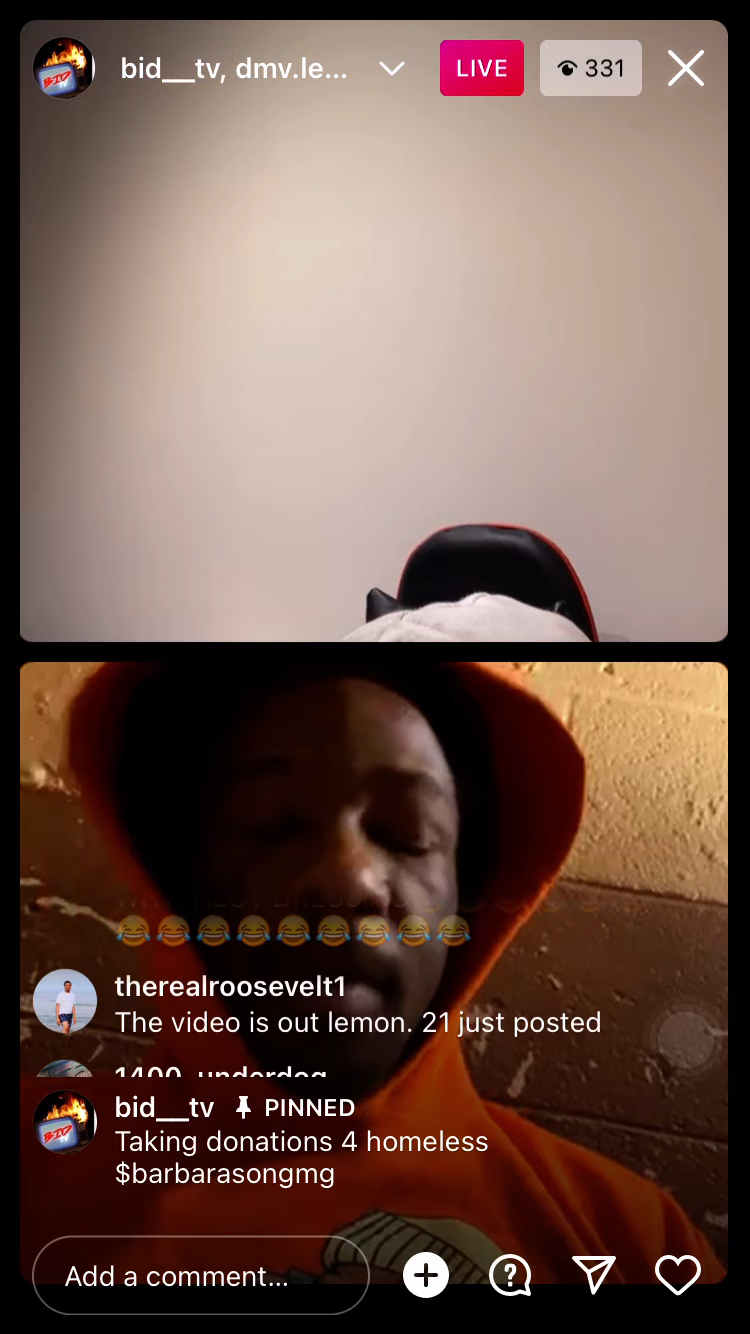 bid__tv, dmv.le...
LIVE
331
😂😂😂😂😂😂😂😂😂
therealroosevelt1
The video is out lemon. 21 just posted
1400_underdog
bid__tv PINNED
Taking donations 4 homeless
$barbarasongmg
Add a comment...